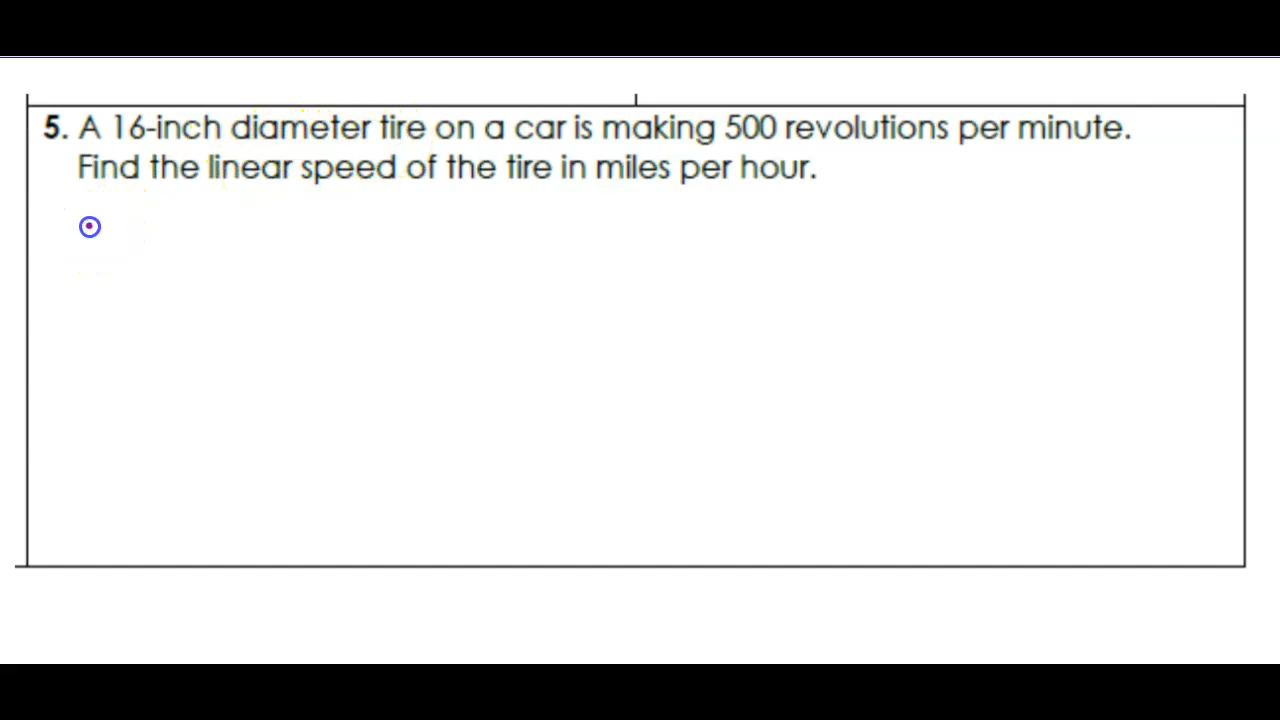 5. A 16-inch diameter tire on a car is making 500 revolutions per minute.
Find the linear speed of the tire in miles per hour.